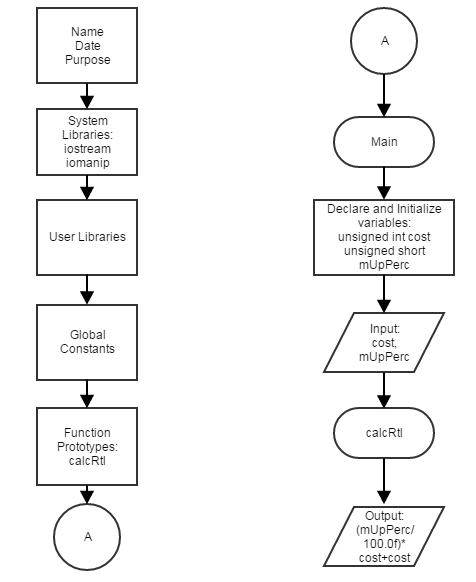 Name
Date
Purpose
System
Libraries:
iostream
iomanip
User Libraries
Global
Constants
Function
Prototypes:
calcRtl
A
A
Main
Declare and Initialize
variables:
unsigned int cost
unsigned short
mUpPerc
Input:
cost,
mUpPerc
calcRtl
Output:
(mUpPerc/
100.0f)*
cost+cost